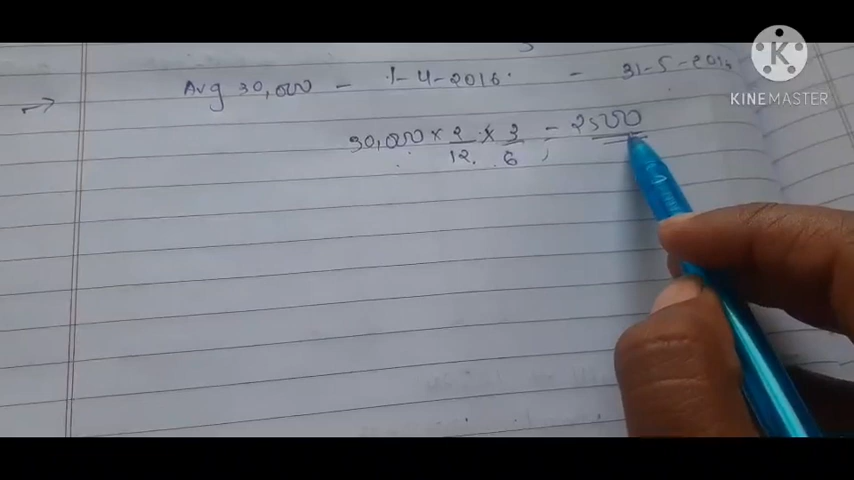 K
KINEMASTER
Avg 30,000 - 1-4-2016 - 31-5-2016
30,000 × 2/12 × 3/6 = 2500